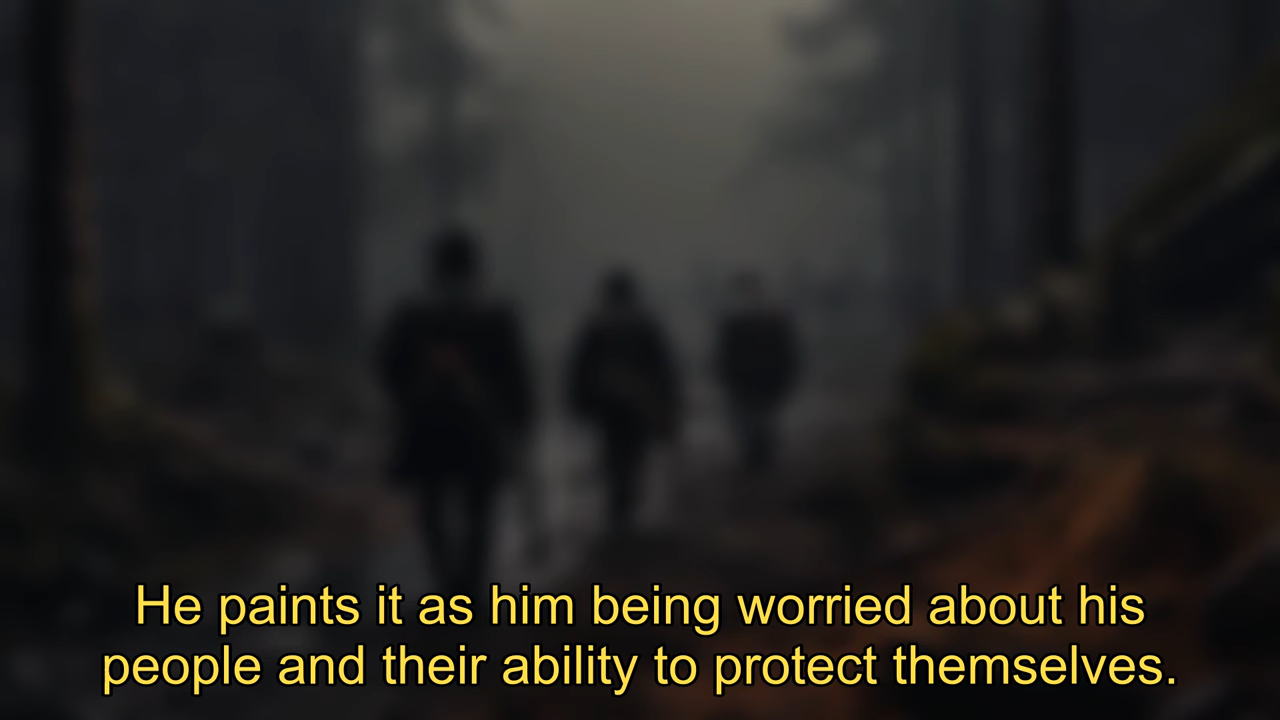 He paints it as him being worried about his
people and their ability to protect themselves.